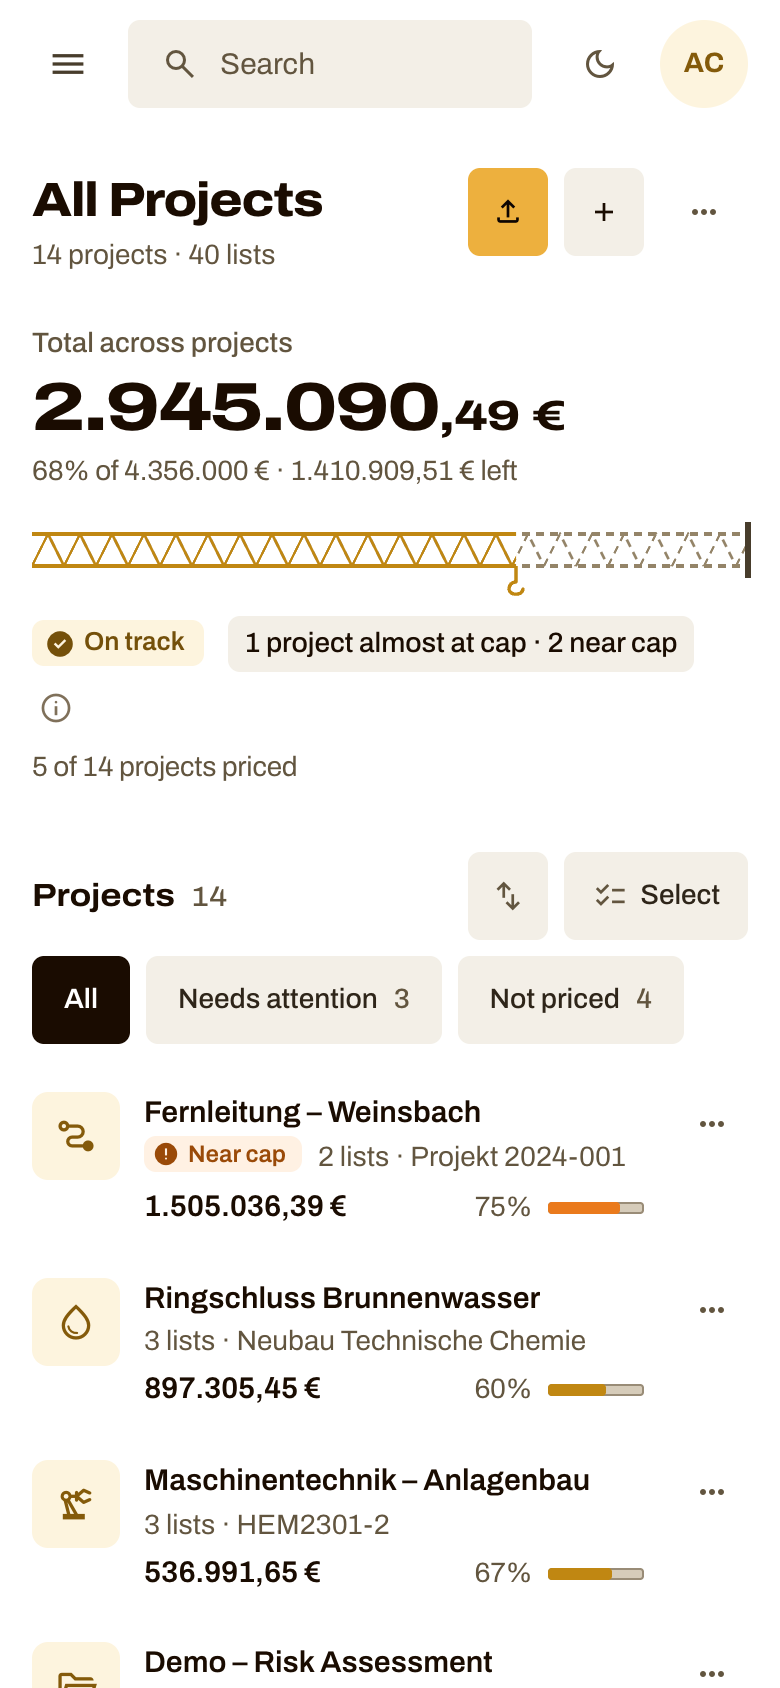 Search
AC
All Projects
14 projects · 40 lists
Total across projects
2.945.090,49 €
68% of 4.356.000 € · 1.410.909,51 € left
On track
1 project almost at cap · 2 near cap
5 of 14 projects priced
Projects 14
Select
All
Needs attention 3
Not priced 4
Fernleitung – Weinsbach
Near cap 2 lists · Projekt 2024-001
1.505.036,39 € 75%
Ringschluss Brunnenwasser
3 lists · Neubau Technische Chemie
897.305,45 € 60%
Maschinentechnik – Anlagenbau
3 lists · HEM2301-2
536.991,65 € 67%
Demo – Risk Assessment